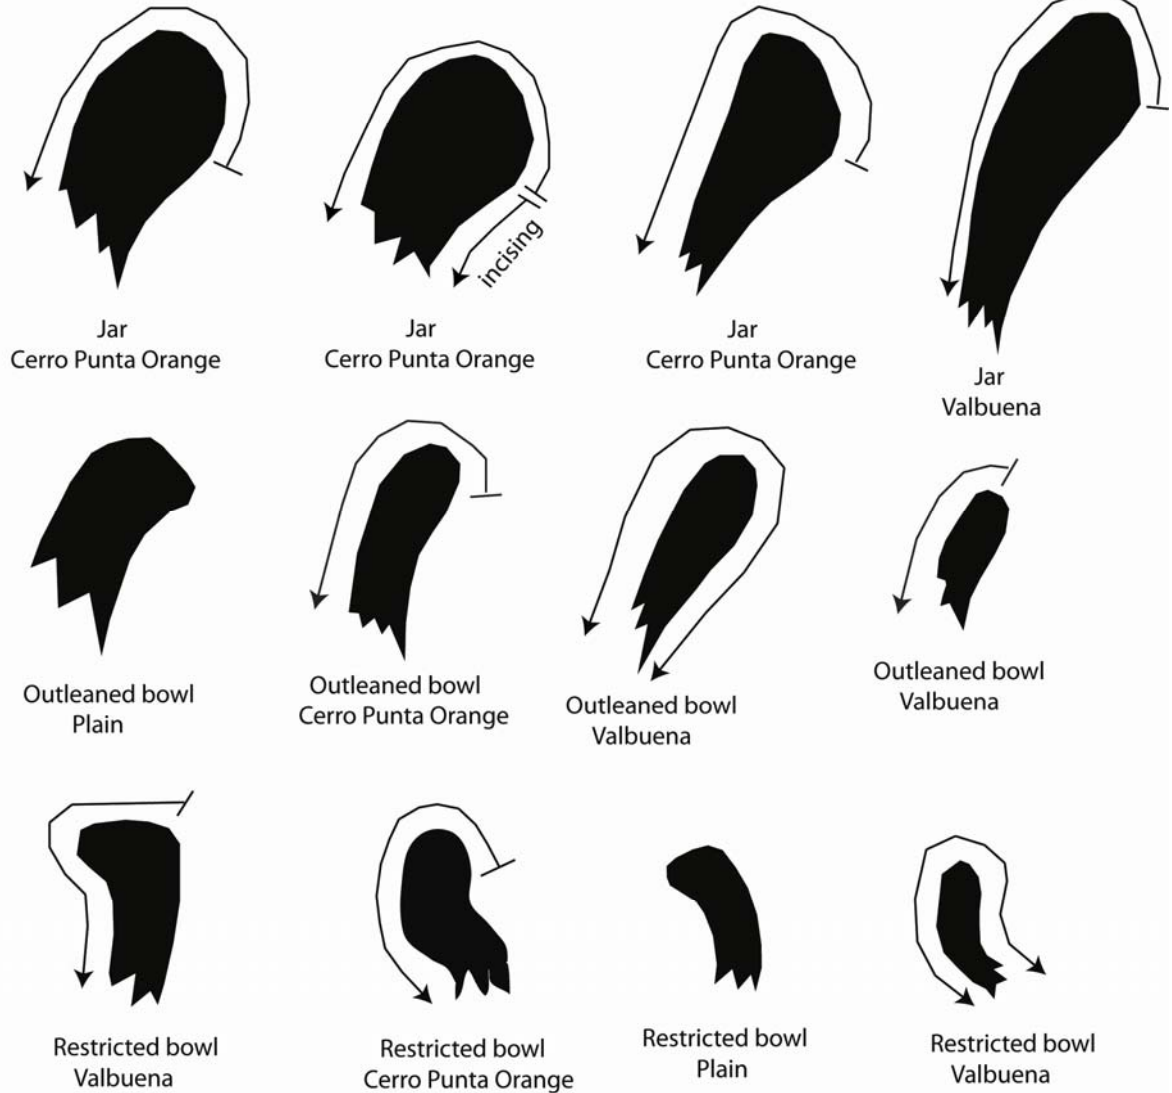 incising
Jar
Cerro Punta Orange
Jar
Cerro Punta Orange
Jar
Cerro Punta Orange
Jar
Valbuena
Outleaned bowl
Plain
Outleaned bowl
Cerro Punta Orange
Outleaned bowl
Valbuena
Outleaned bowl
Valbuena
Restricted bowl
Valbuena
Restricted bowl
Cerro Punta Orange
Restricted bowl
Plain
Restricted bowl
Valbuena